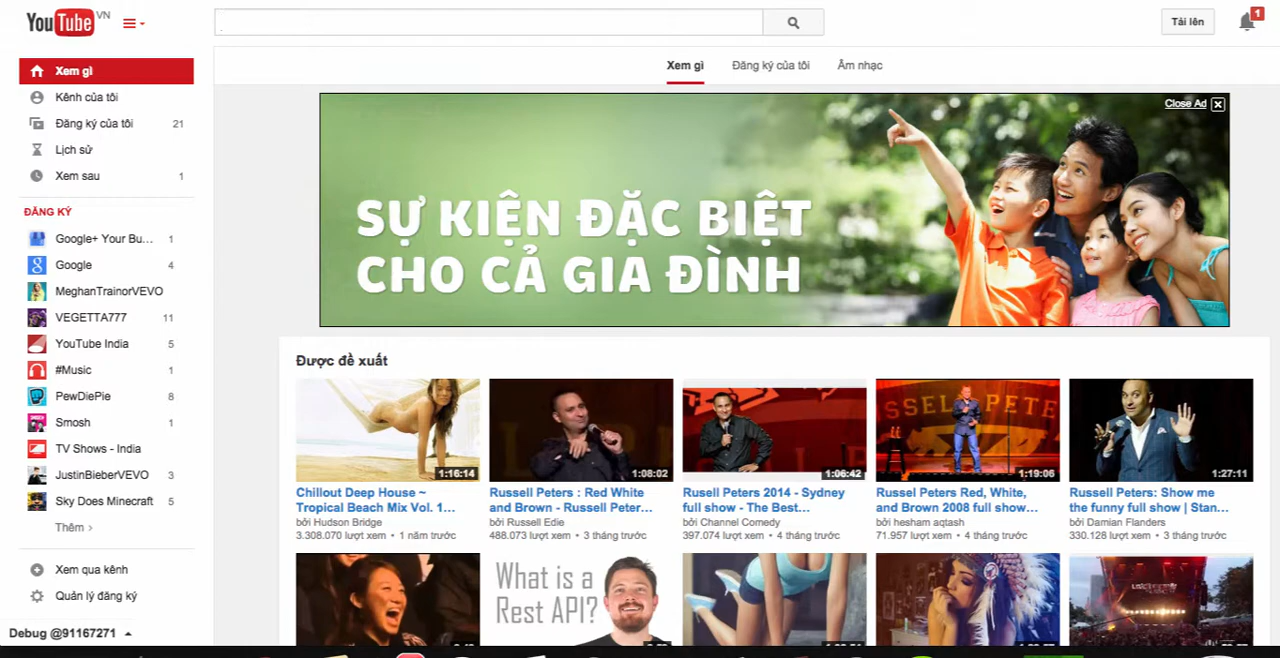 YouTube VN
Tải lên
1
Xem gì
Kênh của tôi
Đăng ký của tôi 21
Lịch sử
Xem sau 1
ĐĂNG KÝ
Google+ Your Bu... 1
Google 4
MeghanTrainorVEVO
VEGETTA777 11
YouTube India 5
#Music 1
PewDiePie 8
Smosh 1
TV Shows - India
JustinBieberVEVO 3
Sky Does Minecraft 5
Thêm ›
Xem qua kênh
Quản lý đăng ký
Debug @91167271
Xem gì Đăng ký của tôi Âm nhạc
Close Ad
SỰ KIỆN ĐẶC BIỆT
CHO CẢ GIA ĐÌNH
Được đề xuất
1:16:14
Chillout Deep House ~
Tropical Beach Mix Vol. 1...
bởi Hudson Bridge
3.308.070 lượt xem • 1 năm trước
1:08:02
Russell Peters : Red White
and Brown - Russell Peter...
bởi Russell Edie
488.073 lượt xem • 3 tháng trước
1:06:42
Rusell Peters 2014 - Sydney
full show - The Best...
bởi Channel Comedy
397.074 lượt xem • 4 tháng trước
SSELL PETE
1:19:06
Russel Peters Red, White,
and Brown 2008 full show...
bởi hesham aqtash
71.957 lượt xem • 4 tháng trước
1:27:11
Russell Peters: Show me
the funny full show | Stan...
bởi Damian Flanders
330.128 lượt xem • 3 tháng trước
What is a
Rest API?